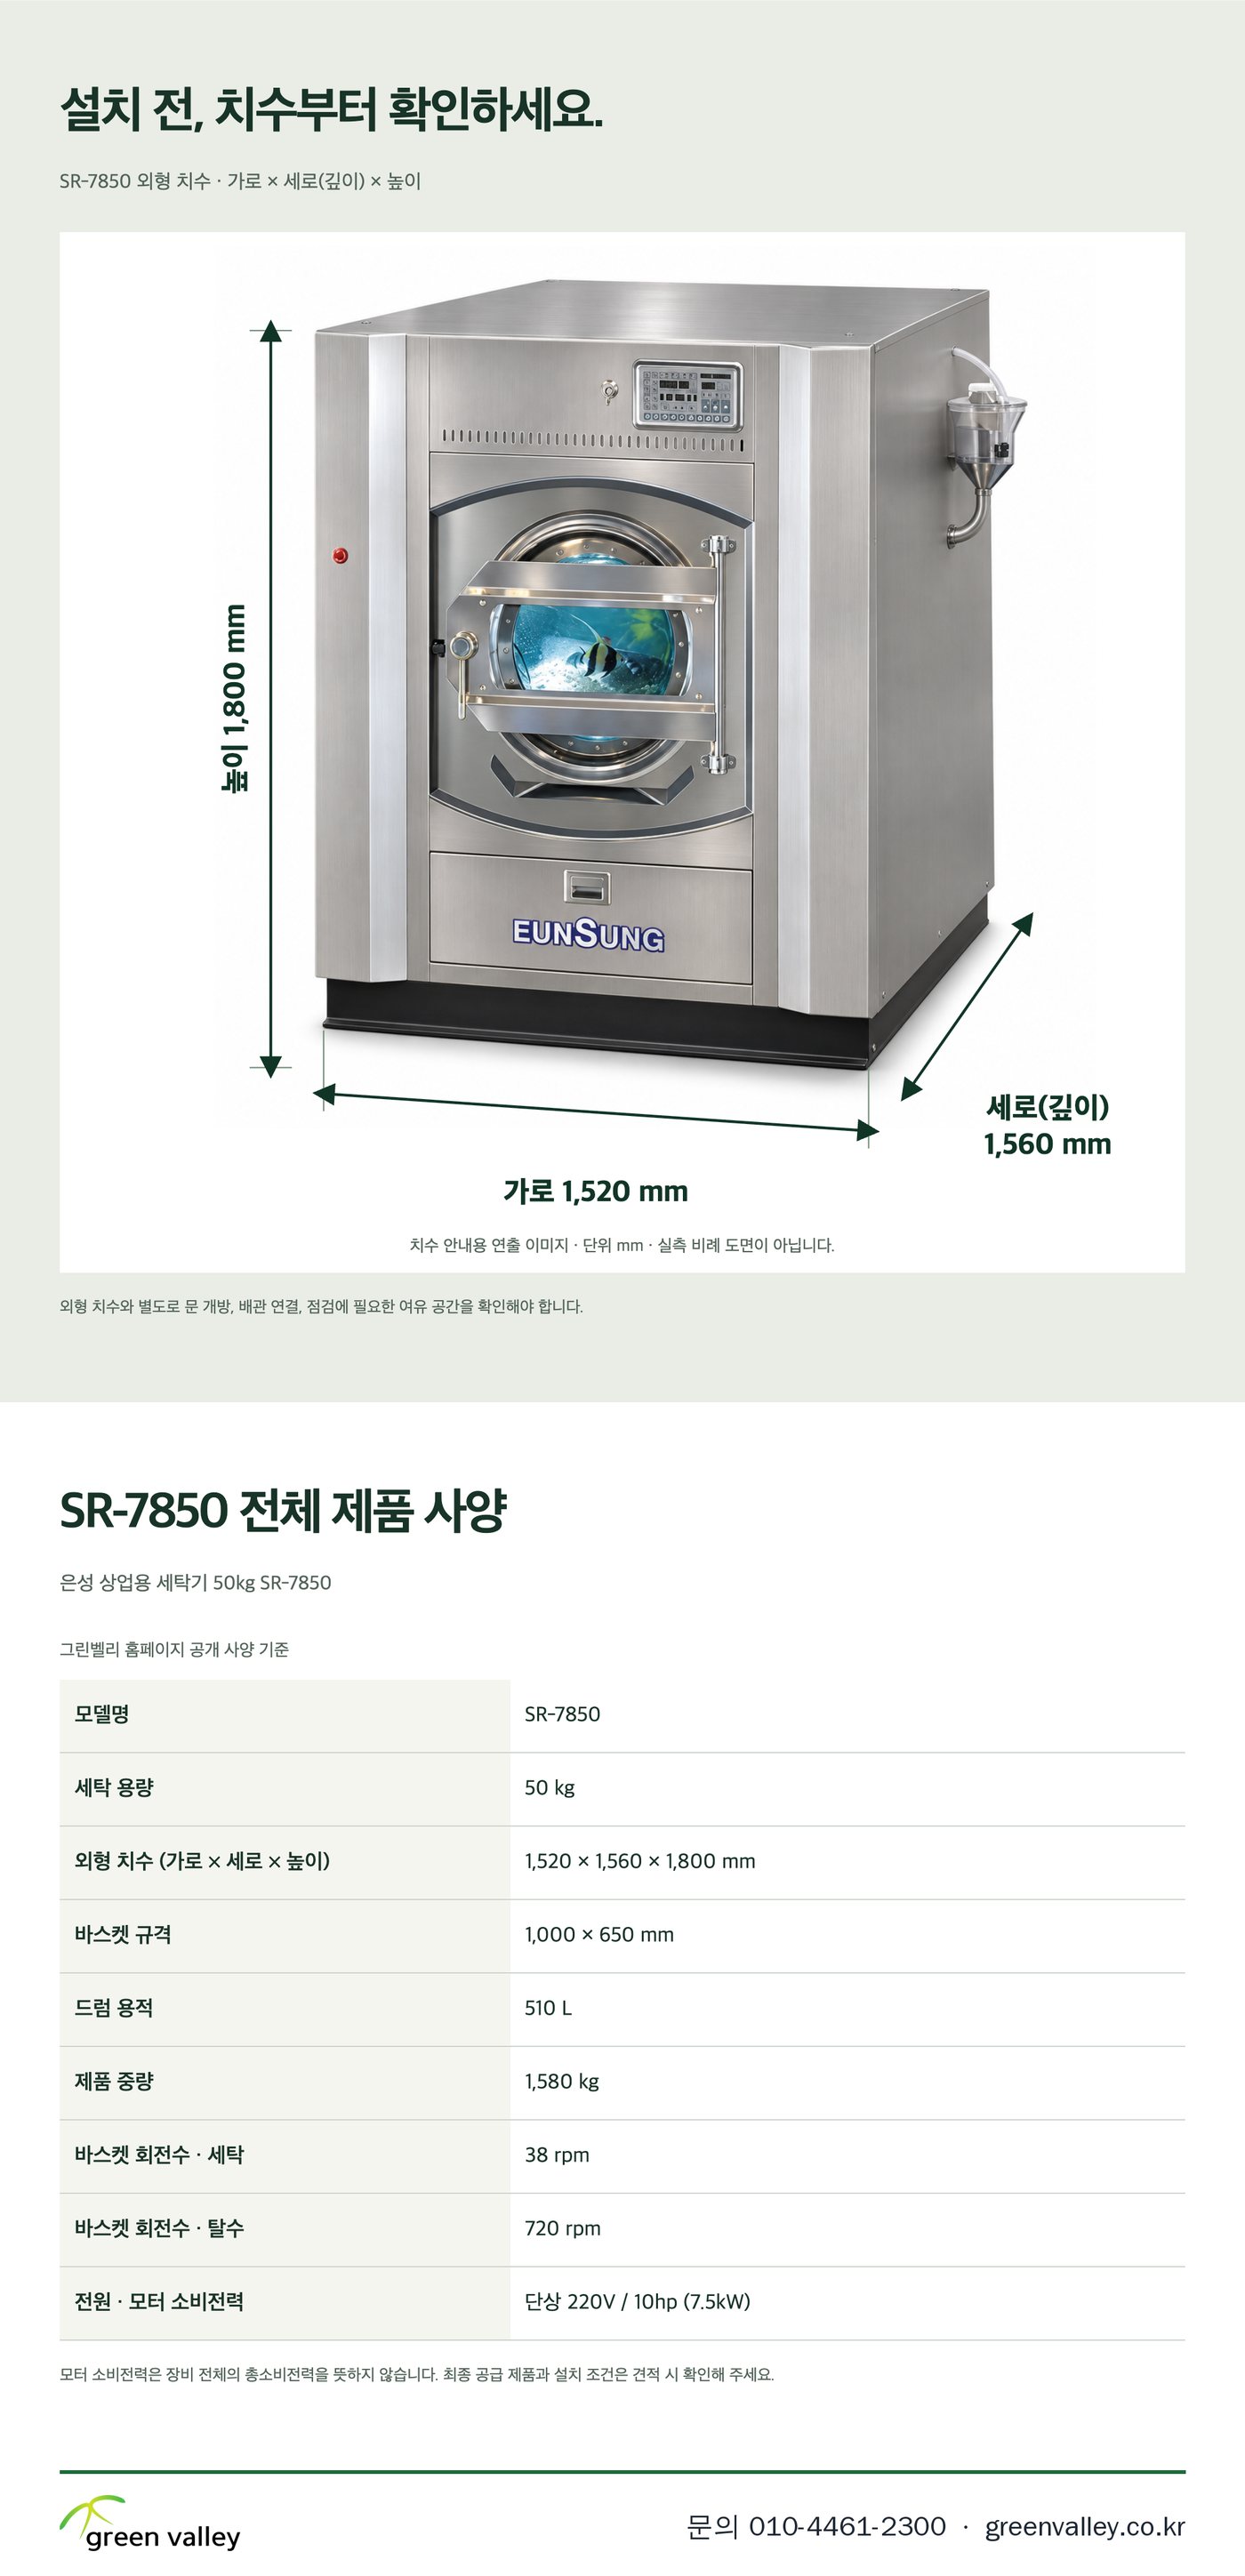 설치 전, 치수부터 확인하세요.
SR-7850 외형 치수 · 가로 × 세로(깊이) × 높이
높이 1,800 mm
EUNSUNG
세로(깊이)
1,560 mm
가로 1,520 mm
치수 안내용 연출 이미지 · 단위 mm · 실측 비례 도면이 아닙니다.
외형 치수와 별도로 문 개방, 배관 연결, 점검에 필요한 여유 공간을 확인해야 합니다.
SR-7850 전체 제품 사양
은성 상업용 세탁기 50kg SR-7850
그린벨리 홈페이지 공개 사양 기준
모델명 SR-7850
세탁 용량 50 kg
외형 치수 (가로 × 세로 × 높이) 1,520 × 1,560 × 1,800 mm
바스켓 규격 1,000 × 650 mm
드럼 용적 510 L
제품 중량 1,580 kg
바스켓 회전수 · 세탁 38 rpm
바스켓 회전수 · 탈수 720 rpm
전원 · 모터 소비전력 단상 220V / 10hp (7.5kW)
모터 소비전력은 장비 전체의 총소비전력을 뜻하지 않습니다. 최종 공급 제품과 설치 조건은 견적 시 확인해 주세요.
green valley
문의 010-4461-2300 · greenvalley.co.kr